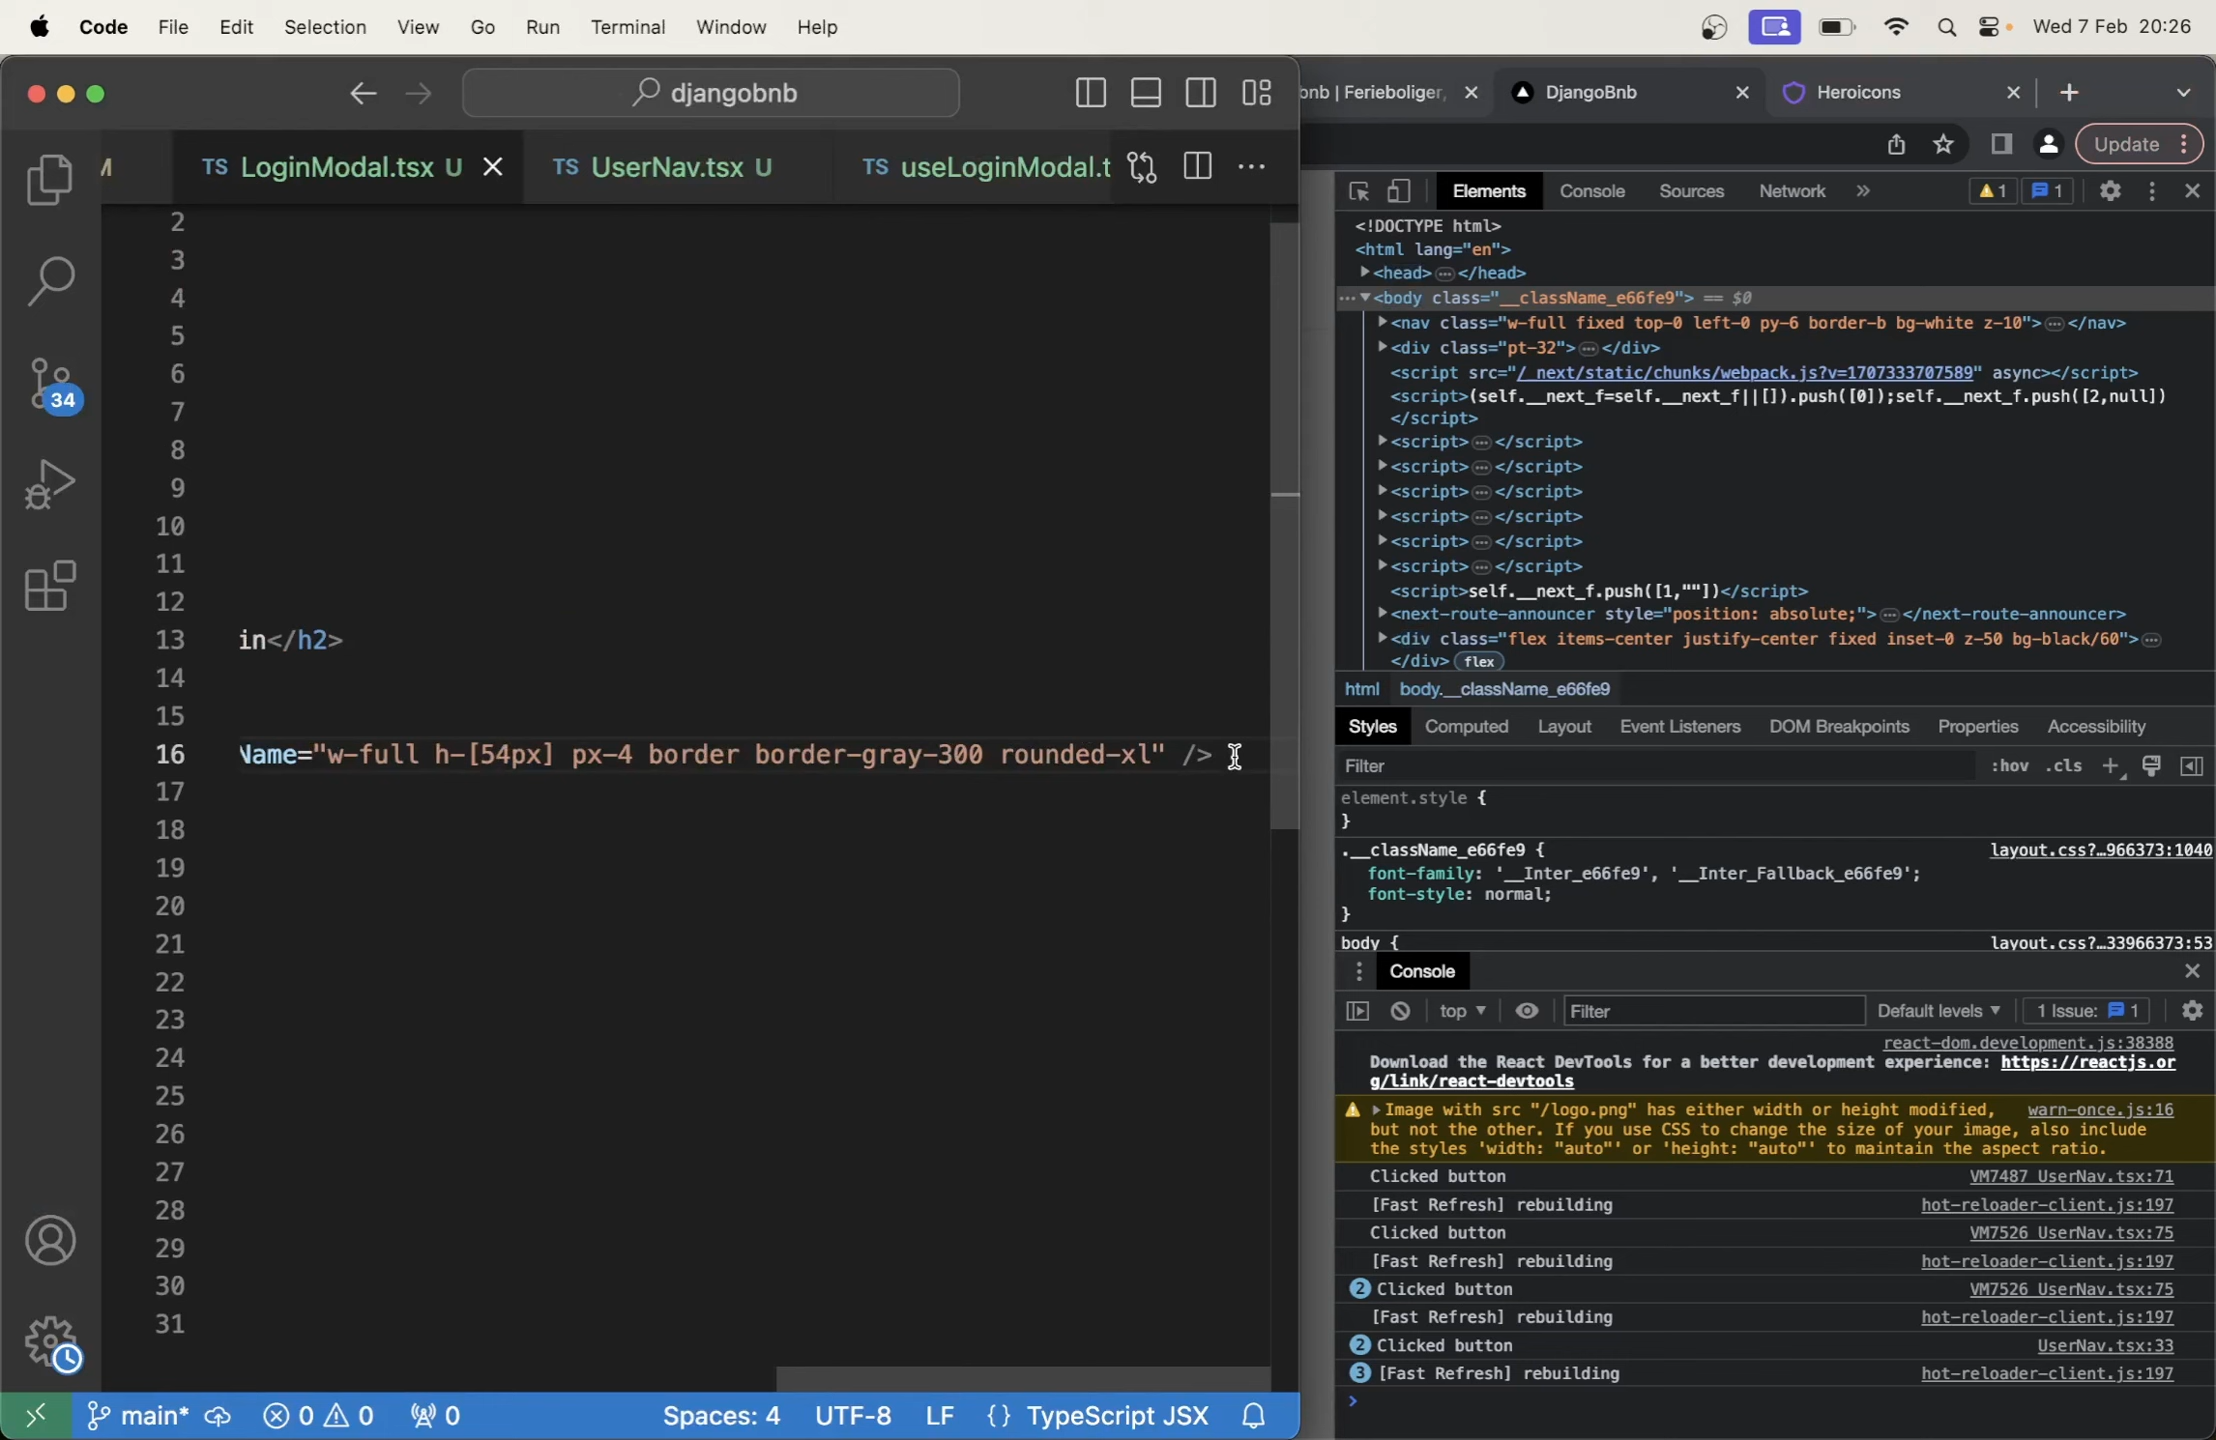 Code File Edit Selection View Go Run Terminal Window Help Wed 7 Feb 20:26
djangobnb
bnb | Ferieboliger, DjangoBnb Heroicons
Update
M TS LoginModal.tsx U TS UserNav.tsx U TS useLoginModal.t
Elements Console Sources Network 1 1
2
3
4
5
6
7
8
9
10
11
12
13 in</h2>
14
15
16 Name="w-full h-[54px] px-4 border border-gray-300 rounded-xl" />
17
18
19
20
21
22
23
24
25
26
27
28
29
30
31
34
<!DOCTYPE html>
<html lang="en">
<head>…</head>
…<body class="__className_e66fe9"> == $0
<nav class="w-full fixed top-0 left-0 py-6 border-b bg-white z-10">…</nav>
<div class="pt-32">…</div>
<script src="/_next/static/chunks/webpack.js?v=1707333707589" async></script>
<script>(self.__next_f=self.__next_f||[]).push([0]);self.__next_f.push([2,null])
</script>
<script>…</script>
<script>…</script>
<script>…</script>
<script>…</script>
<script>…</script>
<script>…</script>
<script>self.__next_f.push([1,""])</script>
<next-route-announcer style="position: absolute;">…</next-route-announcer>
<div class="flex items-center justify-center fixed inset-0 z-50 bg-black/60">…
</div> flex
html body.__className_e66fe9
Styles Computed Layout Event Listeners DOM Breakpoints Properties Accessibility
Filter :hov .cls
element.style {
}
.__className_e66fe9 { layout.css?…966373:1040
font-family: '__Inter_e66fe9', '__Inter_Fallback_e66fe9';
font-style: normal;
}
body { layout.css?…33966373:53
Console
top Filter Default levels 1 Issue: 1
react-dom.development.js:38388
Download the React DevTools for a better development experience: https://reactjs.or
g/link/react-devtools
Image with src "/logo.png" has either width or height modified, warn-once.js:16
but not the other. If you use CSS to change the size of your image, also include
the styles 'width: "auto"' or 'height: "auto"' to maintain the aspect ratio.
Clicked button VM7487 UserNav.tsx:71
[Fast Refresh] rebuilding hot-reloader-client.js:197
Clicked button VM7526 UserNav.tsx:75
[Fast Refresh] rebuilding hot-reloader-client.js:197
2 Clicked button VM7526 UserNav.tsx:75
[Fast Refresh] rebuilding hot-reloader-client.js:197
2 Clicked button UserNav.tsx:33
3 [Fast Refresh] rebuilding hot-reloader-client.js:197
main* 0 0 0 Spaces: 4 UTF-8 LF {} TypeScript JSX